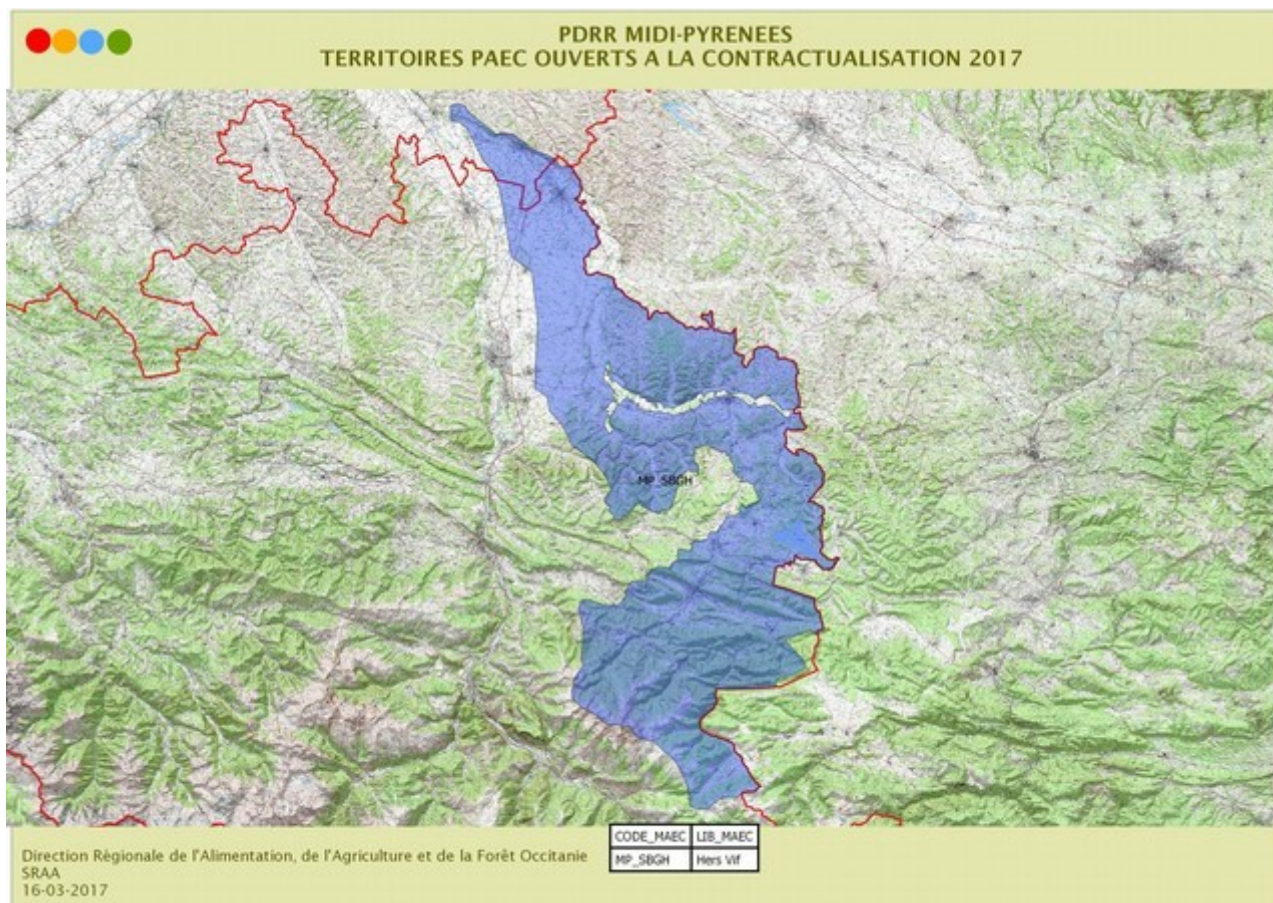 PDRR MIDI-PYRENEES
TERRITOIRES PAEC OUVERTS A LA CONTRACTUALISATION 2017
MP_SBGH
CODE_MAEC LIB_MAEC
MP_SBGH Hers Vif
Direction Règionale de l'Alimentation, de l'Agriculture et de la Forêt Occitanie
SRAA
16-03-2017